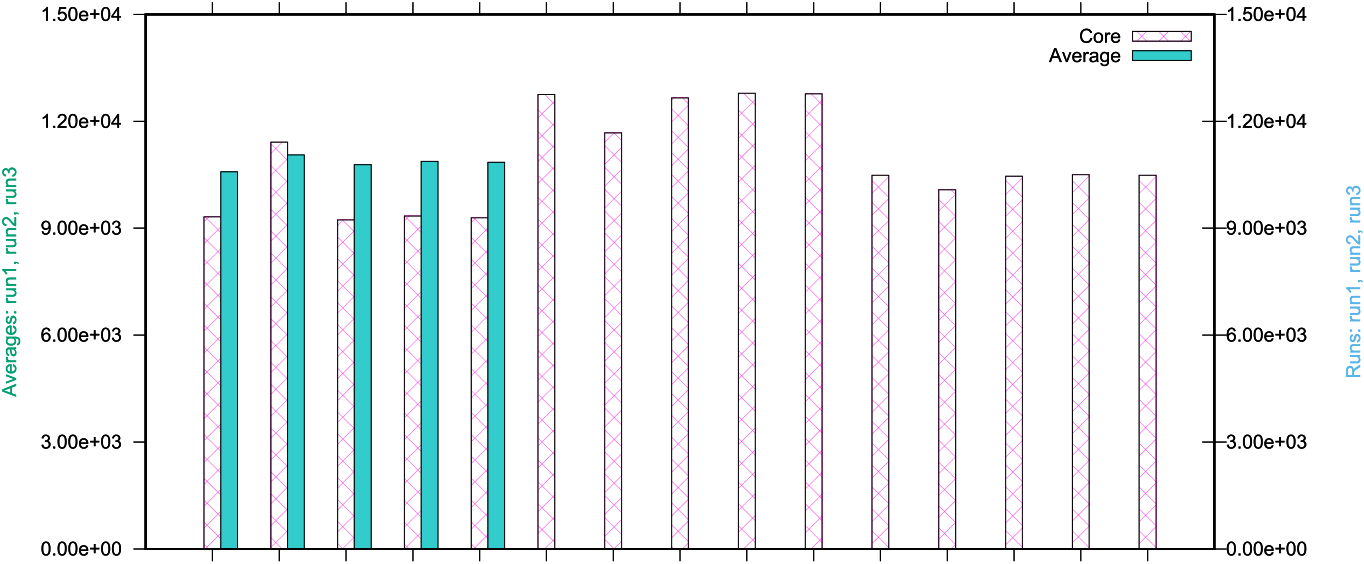 1.50e+04
1.20e+04
9.00e+03
6.00e+03
3.00e+03
0.00e+00
Averages: run1, run2, run3
Core
Average
1.50e+04
1.20e+04
9.00e+03
6.00e+03
3.00e+03
0.00e+00
Runs: run1, run2, run3